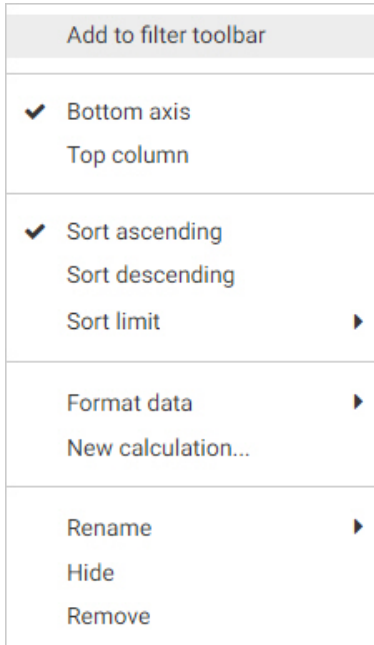 Add to filter toolbar
Bottom axis
Top column
Sort ascending
Sort descending
Sort limit
Format data
New calculation...
Rename
Hide
Remove